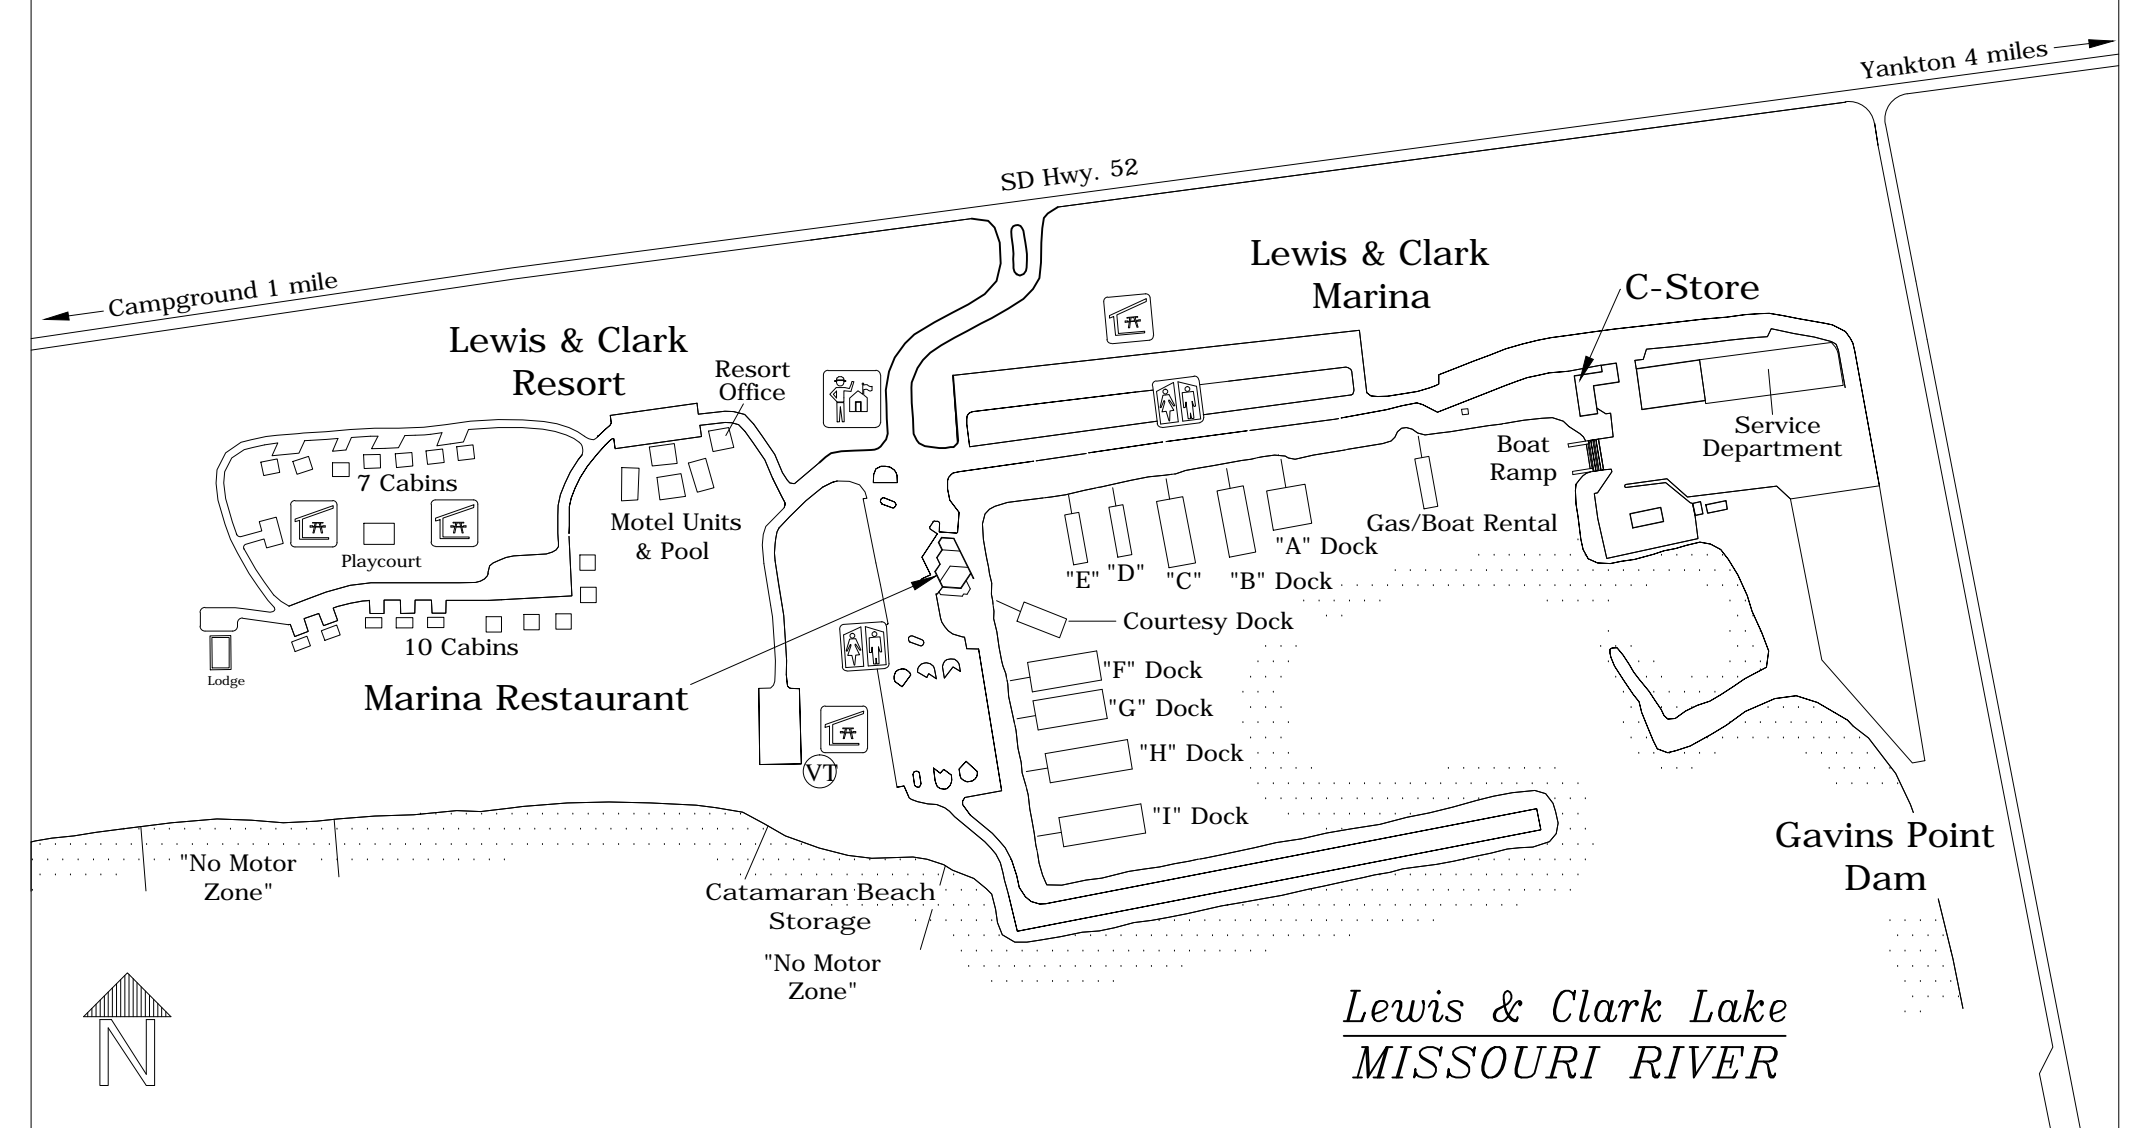 Yankton 4 miles
SD Hwy. 52
Campground 1 mile
Lewis & Clark
Marina
C-Store
Lewis & Clark
Resort
Resort
Office
Service
Department
Boat
Ramp
7 Cabins
Motel Units
& Pool
Gas/Boat Rental
Playcourt
"A" Dock
"E"
"D"
"C"
"B" Dock
Courtesy Dock
10 Cabins
Lodge
"F" Dock
Marina Restaurant
"G" Dock
"H" Dock
VT
"I" Dock
Gavins Point
Dam
"No Motor
Zone"
Catamaran Beach
Storage
"No Motor
Zone"
Lewis & Clark Lake
MISSOURI RIVER
N